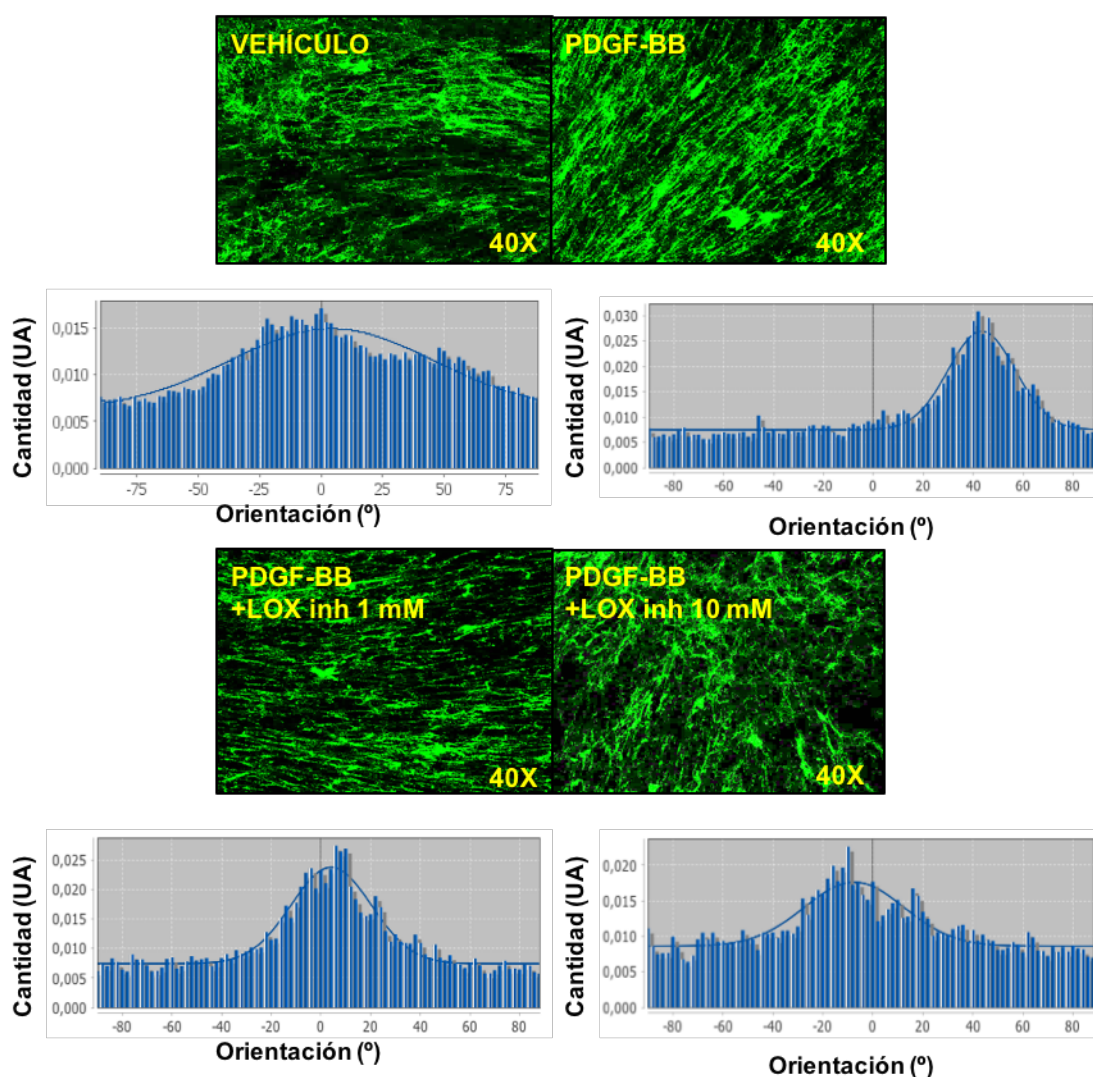 VEHÍCULO
PDGF-BB
40X
40X
Cantidad (UA)
0,015
0,010
0,005
0,000
-75 -50 -25 0 25 50 75
Orientación (º)
Cantidad (UA)
0,030
0,025
0,020
0,015
0,010
0,005
0,000
-80 -60 -40 -20 0 20 40 60 80
Orientación (º)
PDGF-BB
+LOX inh 1 mM
40X
PDGF-BB
+LOX inh 10 mM
40X
Cantidad (UA)
0,025
0,020
0,015
0,010
0,005
0,000
-80 -60 -40 -20 0 20 40 60 80
Orientación (º)
Cantidad (UA)
0,020
0,015
0,010
0,005
0,000
-80 -60 -40 -20 0 20 40 60 80
Orientación (º)